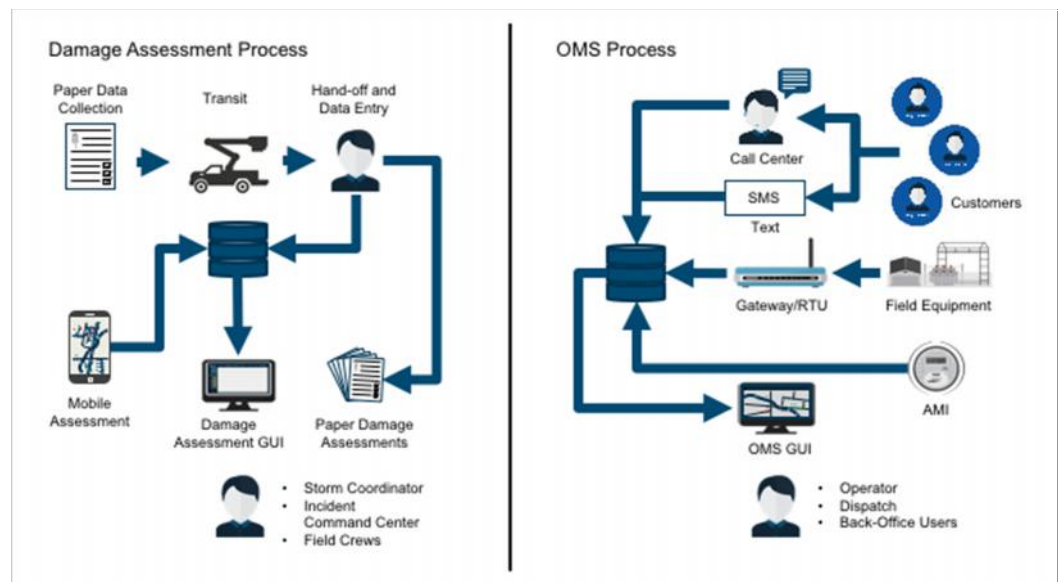 Damage Assessment Process
Paper Data
Collection
Transit
Hand-off and
Data Entry
Mobile
Assessment
Damage
Assessment GUI
Paper Damage
Assessments
• Storm Coordinator
• Incident
Command Center
• Field Crews
OMS Process
Call Center
SMS
Text
Customers
Gateway/RTU
Field Equipment
AMI
OMS GUI
• Operator
• Dispatch
• Back-Office Users